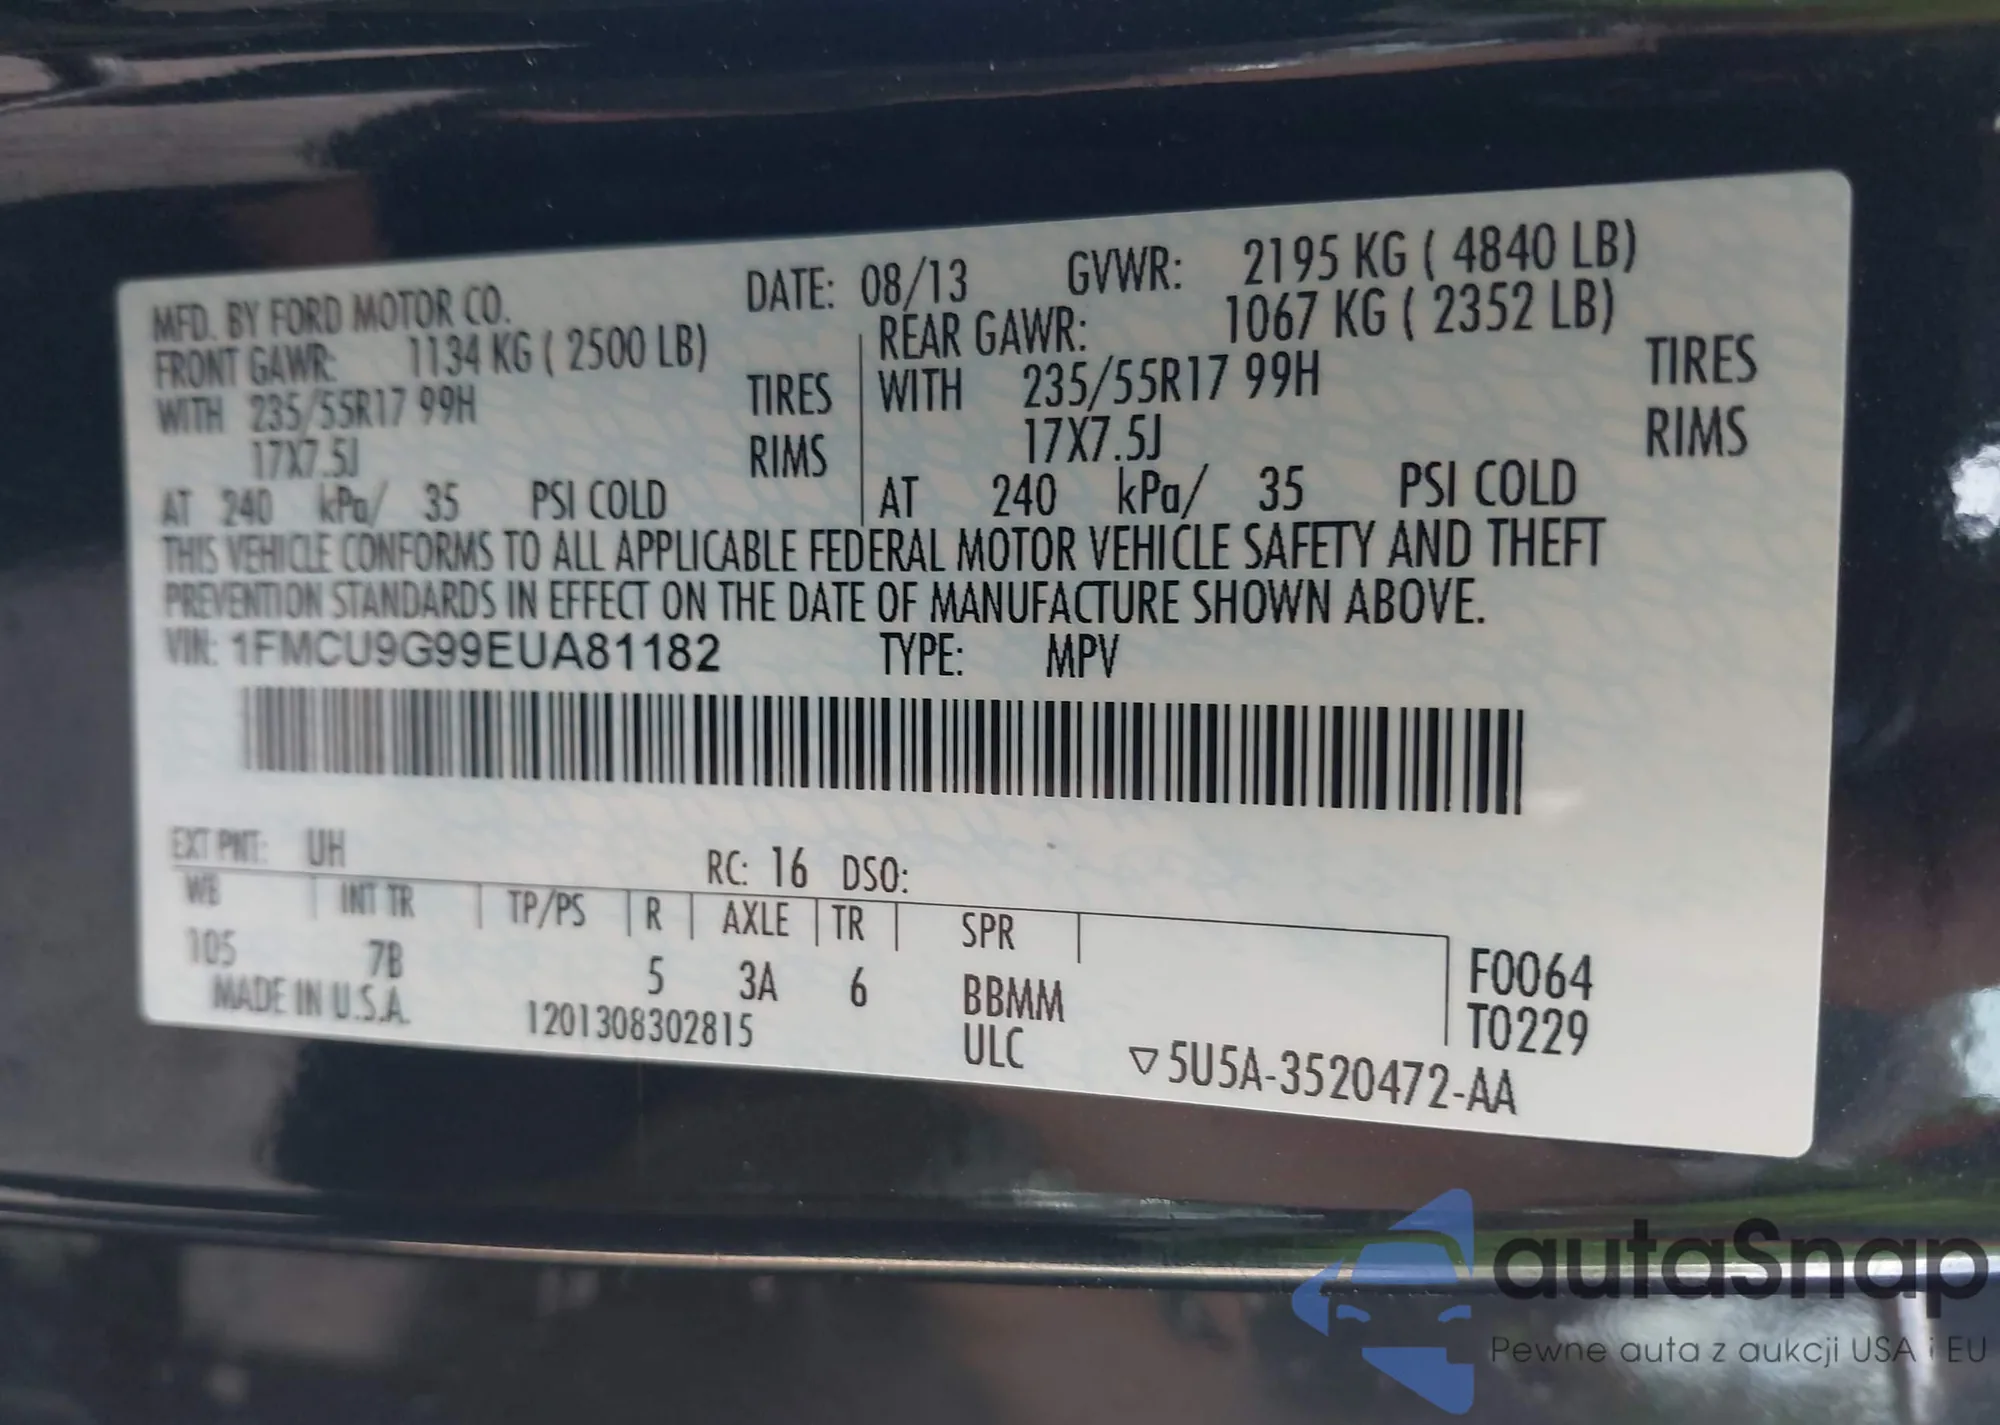 MFD. BY FORD MOTOR CO. DATE: 08/13 GVWR: 2195 KG ( 4840 LB)
FRONT GAWR: 1134 KG ( 2500 LB) REAR GAWR: 1067 KG ( 2352 LB)
WITH 235/55R17 99H TIRES WITH 235/55R17 99H TIRES
17X7.5J RIMS 17X7.5J RIMS
AT 240 kPa/ 35 PSI COLD AT 240 kPa/ 35 PSI COLD
THIS VEHICLE CONFORMS TO ALL APPLICABLE FEDERAL MOTOR VEHICLE SAFETY AND THEFT
PREVENTION STANDARDS IN EFFECT ON THE DATE OF MANUFACTURE SHOWN ABOVE.
VIN: 1FMCU9G99EUA81182 TYPE: MPV
EXT PNT: UH RC: 16 DSO:
WB INT TR TP/PS R AXLE TR SPR
105 7B 5 3A 6 BBMM F0064
MADE IN U.S.A. 1201308302815 ULC T0229
▽5U5A-3520472-AA
autaSnap
Pewne auta z aukcji USA i EU